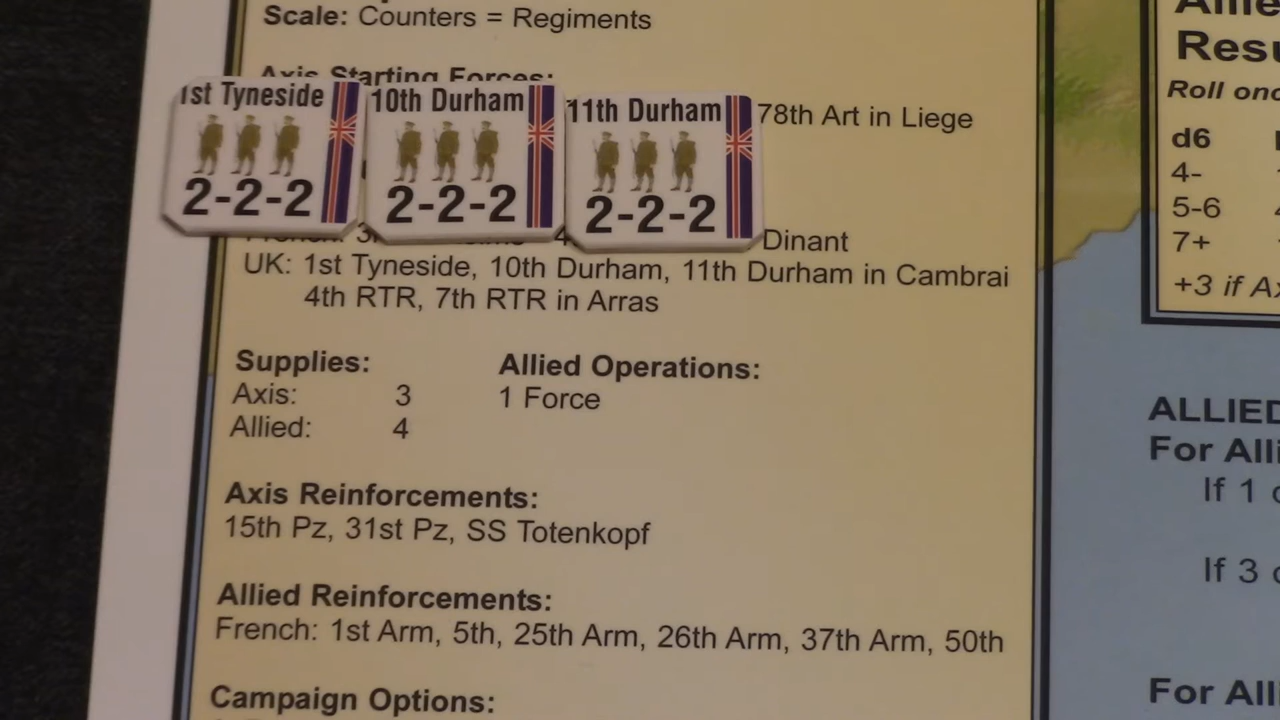 Scale: Counters = Regiments
Axis Starting Forces:
1st Tyneside
2-2-2
10th Durham
2-2-2
11th Durham
2-2-2
78th Art in Liege
Dinant
UK: 1st Tyneside, 10th Durham, 11th Durham in Cambrai
4th RTR, 7th RTR in Arras
Supplies:
Axis: 3
Allied: 4
Allied Operations:
1 Force
Axis Reinforcements:
15th Pz, 31st Pz, SS Totenkopf
Allied Reinforcements:
French: 1st Arm, 5th, 25th Arm, 26th Arm, 37th Arm, 50th
Campaign Options:
Roll
d6
4-
5-6
7+
+3 if
ALLIED
For
If 1
If 3
For